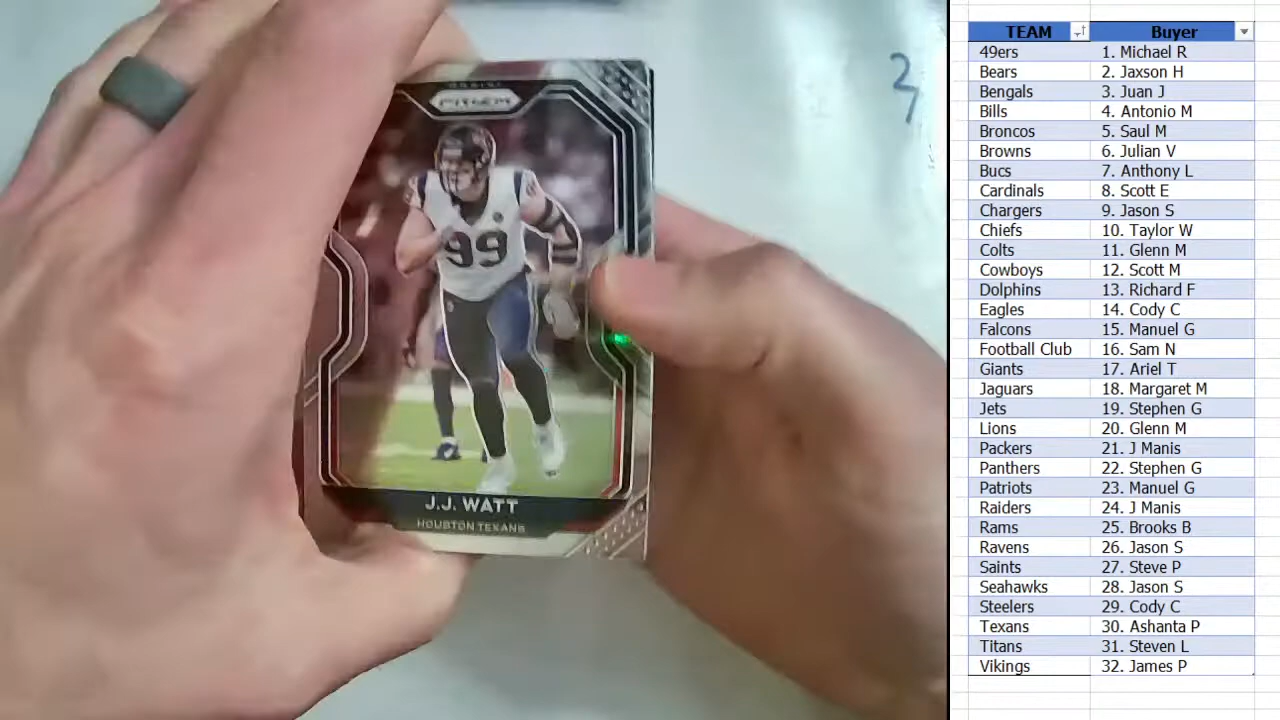 PANINI
PRIZM
99
J.J. WATT
HOUSTON TEXANS
TEAM Buyer
49ers 1. Michael R
Bears 2. Jaxson H
Bengals 3. Juan J
Bills 4. Antonio M
Broncos 5. Saul M
Browns 6. Julian V
Bucs 7. Anthony L
Cardinals 8. Scott E
Chargers 9. Jason S
Chiefs 10. Taylor W
Colts 11. Glenn M
Cowboys 12. Scott M
Dolphins 13. Richard F
Eagles 14. Cody C
Falcons 15. Manuel G
Football Club 16. Sam N
Giants 17. Ariel T
Jaguars 18. Margaret M
Jets 19. Stephen G
Lions 20. Glenn M
Packers 21. J Manis
Panthers 22. Stephen G
Patriots 23. Manuel G
Raiders 24. J Manis
Rams 25. Brooks B
Ravens 26. Jason S
Saints 27. Steve P
Seahawks 28. Jason S
Steelers 29. Cody C
Texans 30. Ashanta P
Titans 31. Steven L
Vikings 32. James P